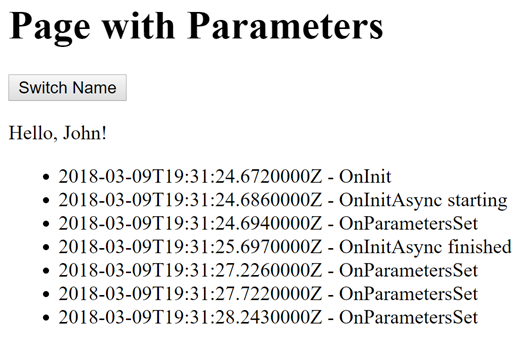 Page with Parameters
Switch Name
Hello, John!
2018-03-09T19:31:24.6720000Z - OnInit
2018-03-09T19:31:24.6860000Z - OnInitAsync starting
2018-03-09T19:31:24.6940000Z - OnParametersSet
2018-03-09T19:31:25.6970000Z - OnInitAsync finished
2018-03-09T19:31:27.2260000Z - OnParametersSet
2018-03-09T19:31:27.7220000Z - OnParametersSet
2018-03-09T19:31:28.2430000Z - OnParametersSet